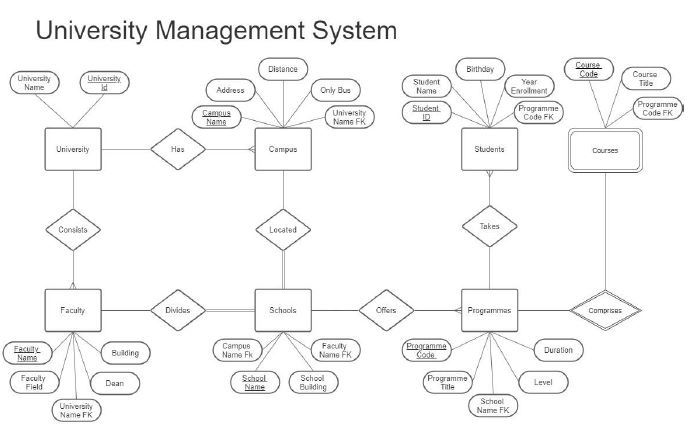 University Management System
University
Name
University
Id
Address
Distance
Only Bus
Campus
Name
University
Name FK
Student
Name
Birthday
Year
Enrollment
Student
ID
Programme
Code FK
Course
Code
Course
Title
Programme
Code FK
University
Has
Campus
Students
Courses
Consists
Located
Takes
Faculty
Divides
Schools
Offers
Programmes
Comprises
Faculty
Name
Building
Faculty
Field
Dean
University
Name FK
Campus
Name Fk
Faculty
Name FK
School
Name
School
Building
Programme
Code
Duration
Programme
Title
Level
School
Name FK